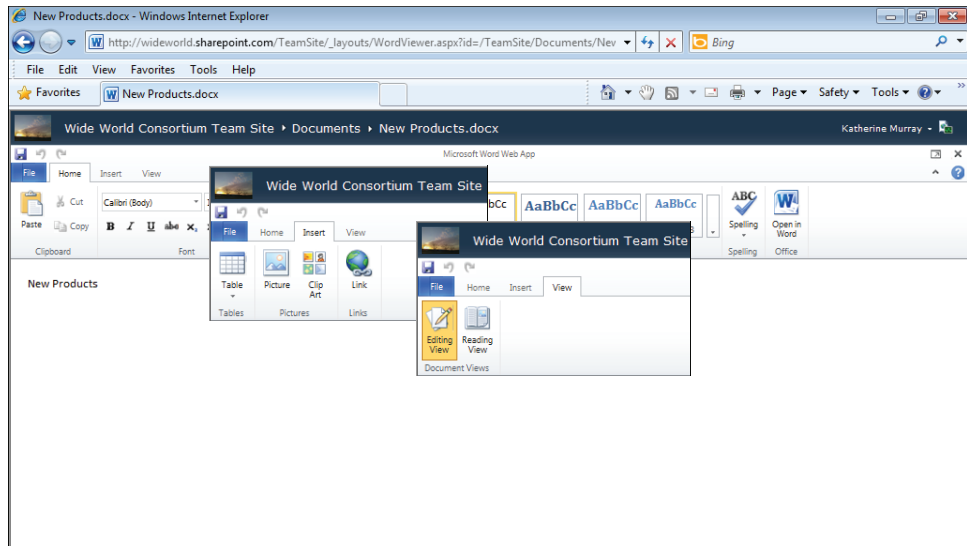 New Products.docx - Windows Internet Explorer
http://wideworld.sharepoint.com/TeamSite/_layouts/WordViewer.aspx?id=/TeamSite/Documents/New
Bing
File Edit View Favorites Tools Help
Favorites
New Products.docx
Page Safety Tools
Wide World Consortium Team Site Documents New Products.docx
Katherine Murray
Microsoft Word Web App
File Home Insert View
Paste
Cut
Copy
Clipboard
Calibri (Body)
B I U abc x,
Font
bCc AaBbCc AaBbCc AaBbCc
ABC
Spelling
Spelling
Open in
Word
Office
New Products
Wide World Consortium Team Site
File Home Insert View
Table
Picture
Clip
Art
Link
Tables
Pictures
Links
Wide World Consortium Team Site
File Home Insert View
Editing
View
Reading
View
Document Views